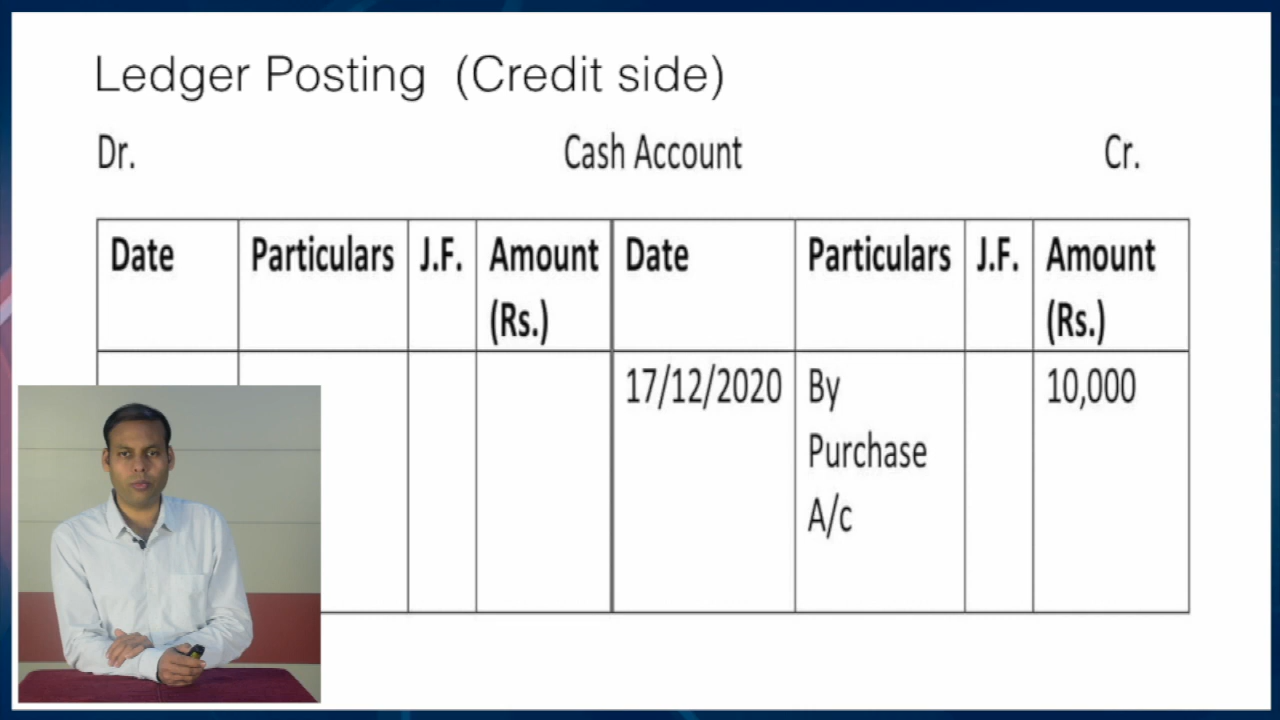 Ledger Posting (Credit side)
Dr. Cash Account Cr.
Date Particulars J.F. Amount (Rs.) Date Particulars J.F. Amount (Rs.)
17/12/2020 By Purchase A/c 10,000